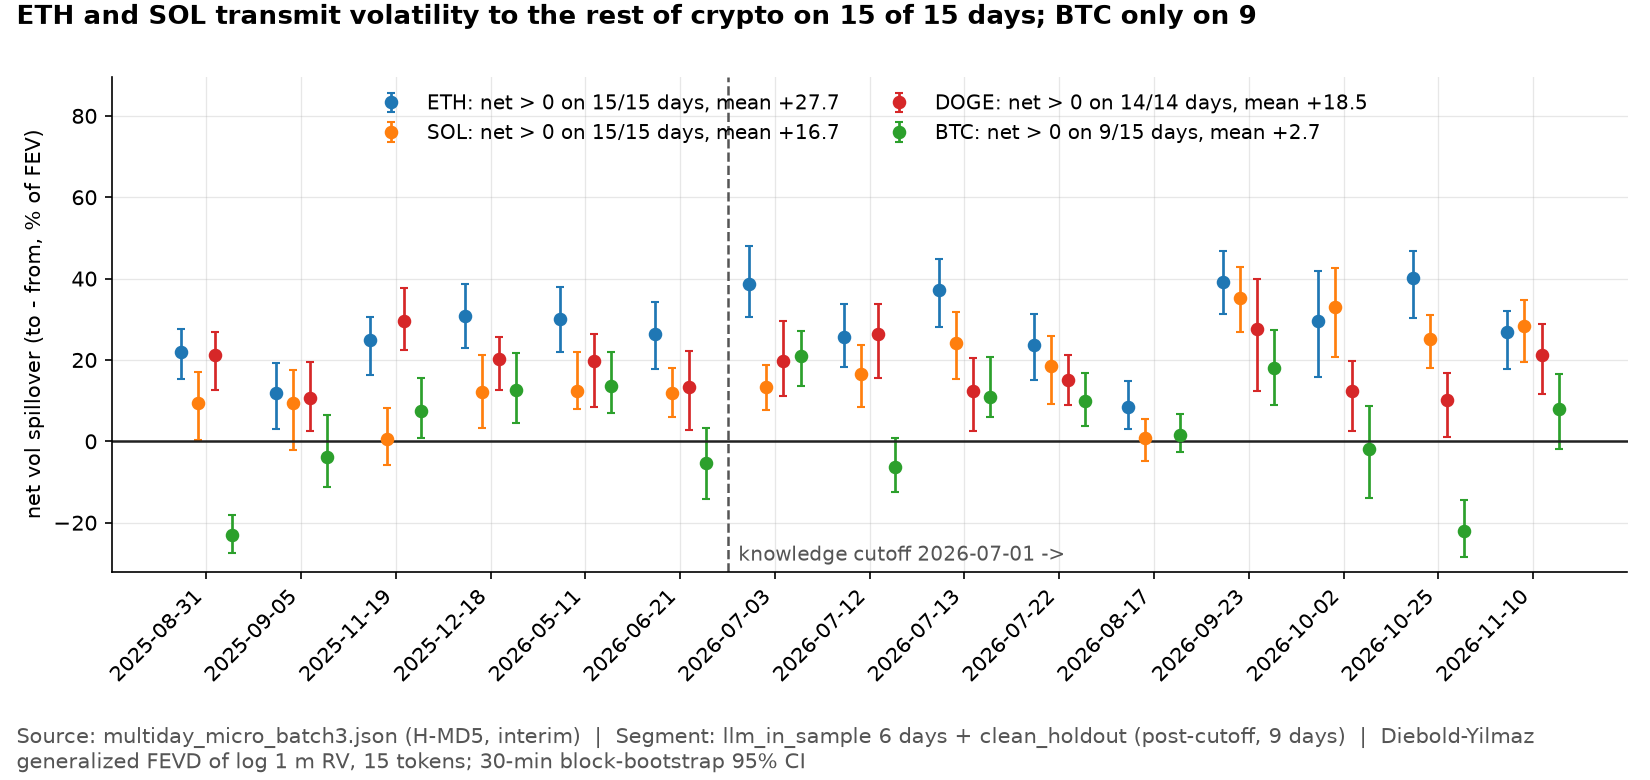 ETH and SOL transmit volatility to the rest of crypto on 15 of 15 days; BTC only on 9
ETH: net > 0 on 15/15 days, mean +27.7
SOL: net > 0 on 15/15 days, mean +16.7
DOGE: net > 0 on 14/14 days, mean +18.5
BTC: net > 0 on 9/15 days, mean +2.7
net vol spillover (to - from, % of FEV)
80
60
40
20
0
−20
knowledge cutoff 2026-07-01 ->
2025-08-31
2025-09-05
2025-11-19
2025-12-18
2026-05-11
2026-06-21
2026-07-03
2026-07-12
2026-07-13
2026-07-22
2026-08-17
2026-09-23
2026-10-02
2026-10-25
2026-11-10
Source: multiday_micro_batch3.json (H-MD5, interim)  |  Segment: llm_in_sample 6 days + clean_holdout (post-cutoff, 9 days)  |  Diebold-Yilmaz
generalized FEVD of log 1 m RV, 15 tokens; 30-min block-bootstrap 95% CI